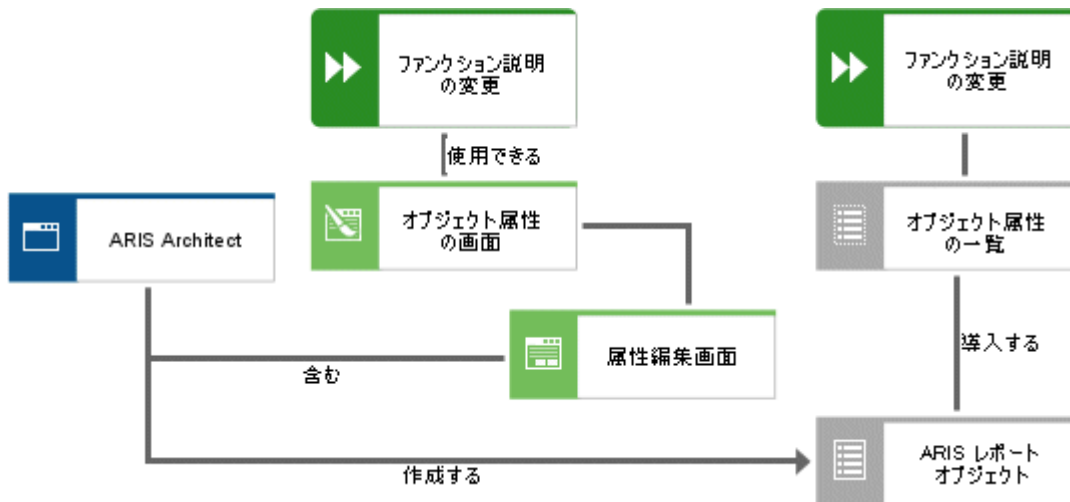 ファンクション説明
の変更
ファンクション説明
の変更
使用できる
ARIS Architect
オブジェクト属性
の画面
オブジェクト属性
の一覧
属性編集画面
導入する
含む
作成する
ARIS レポート
オブジェクト